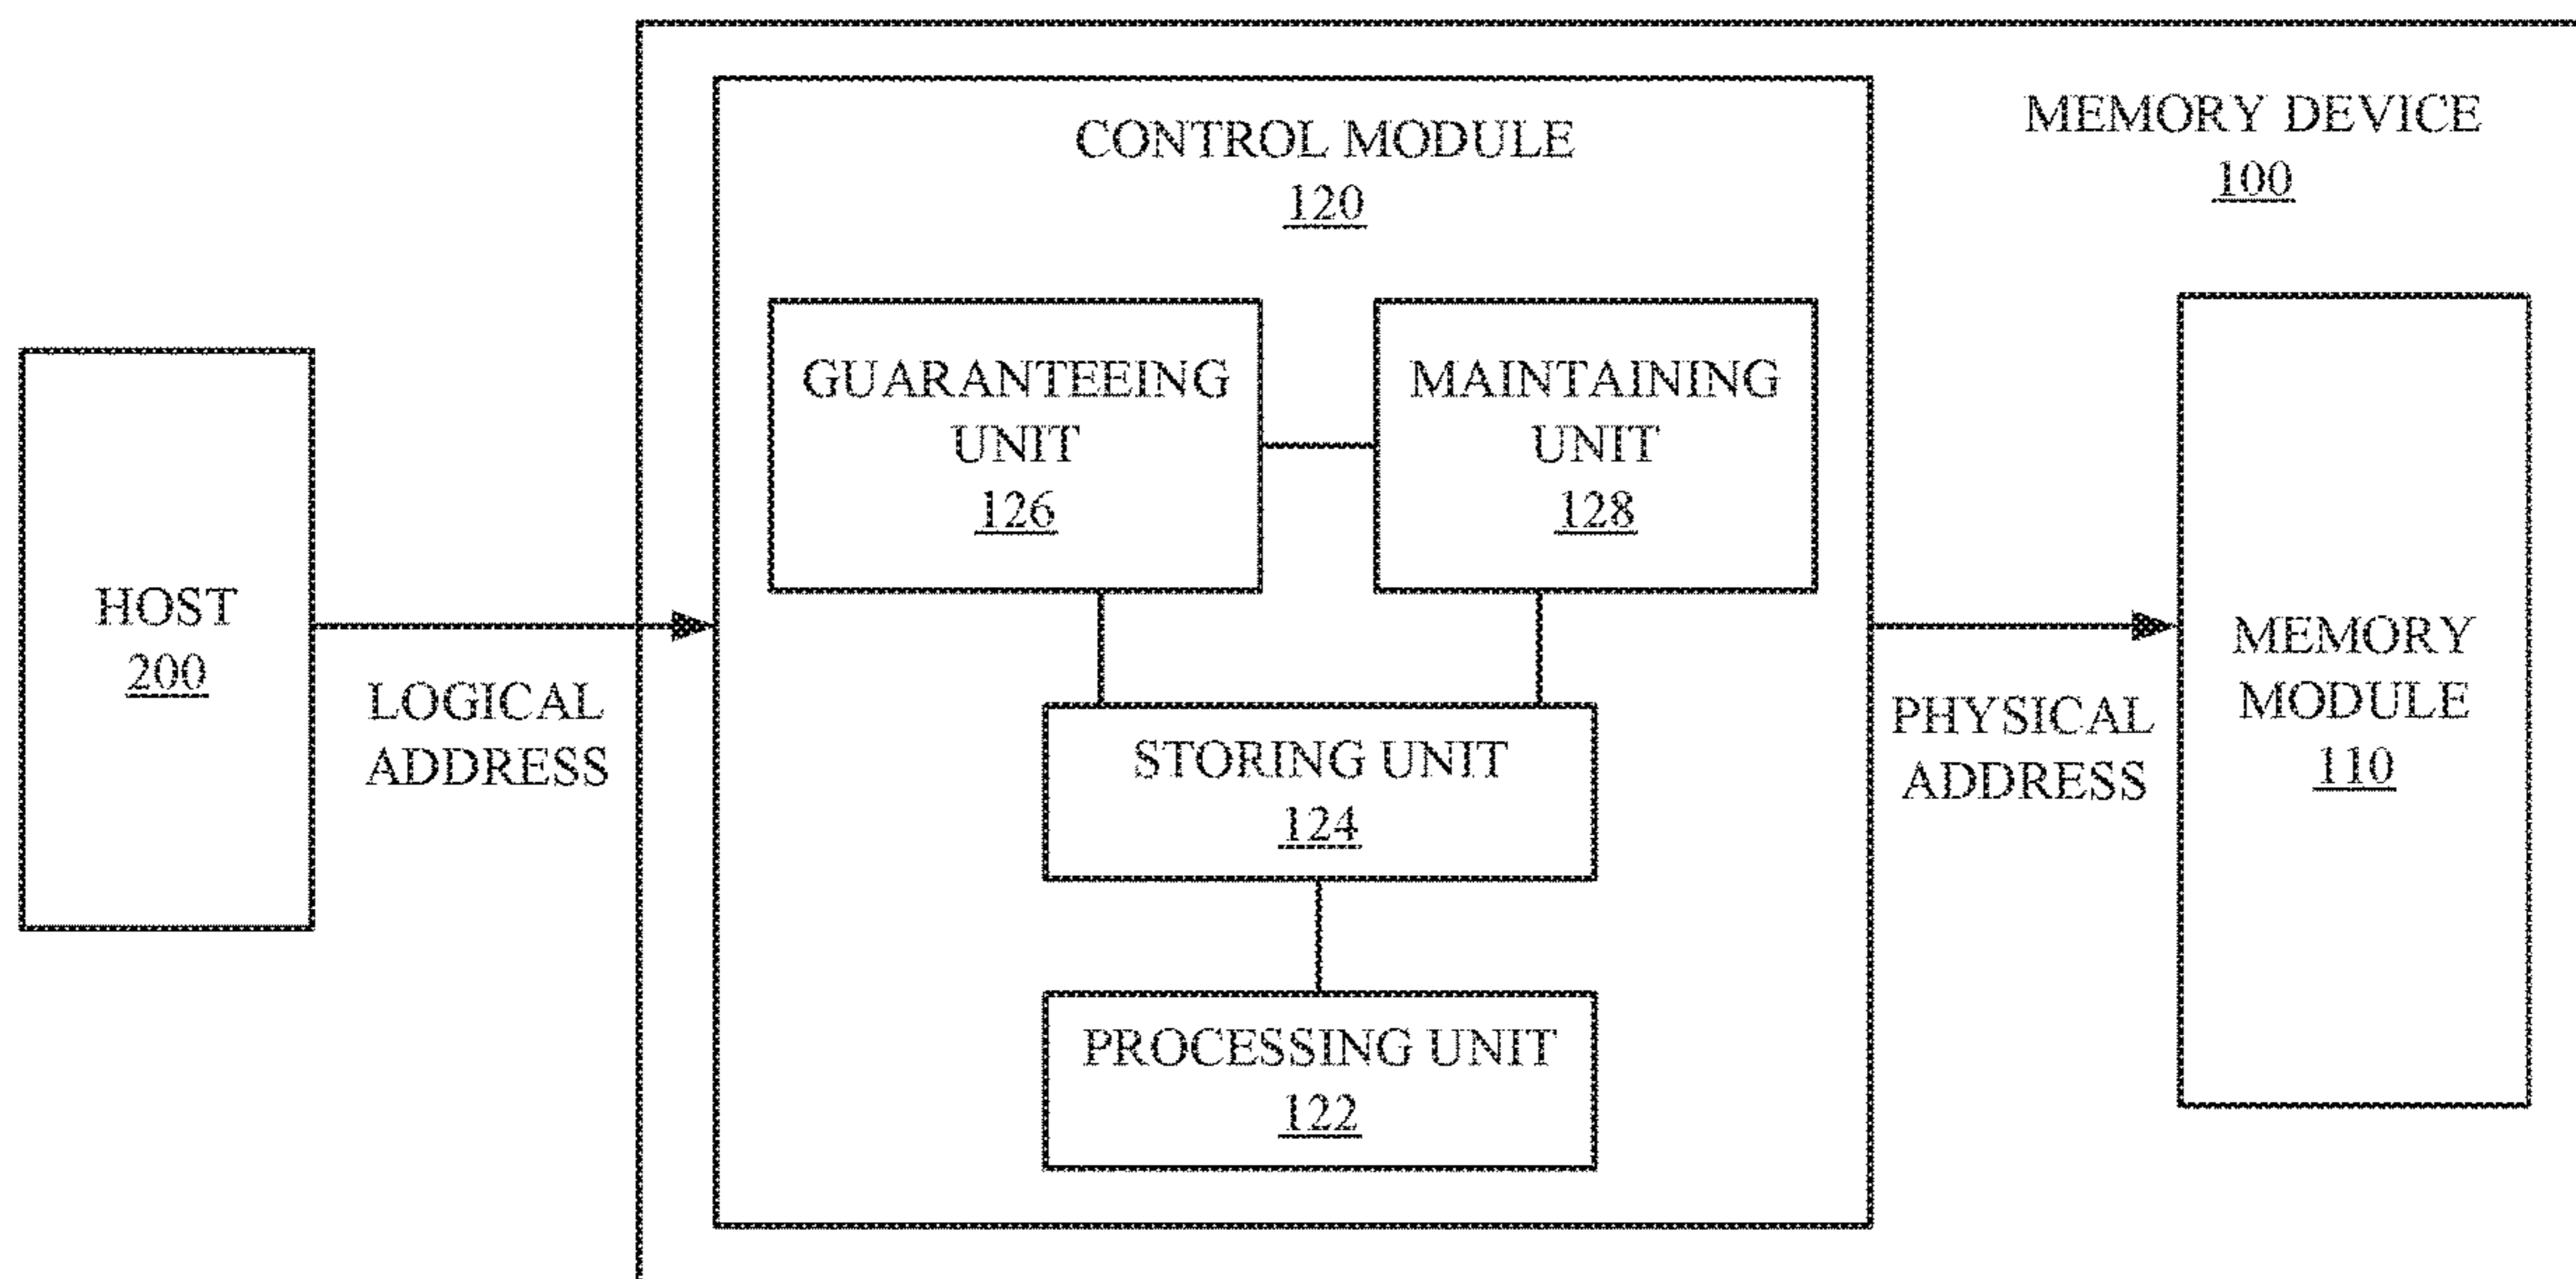 MEMORY DEVICE
100
CONTROL MODULE
120
GUARANTEEING
UNIT
126
MAINTAINING
UNIT
128
HOST
200
LOGICAL
ADDRESS
STORING UNIT
124
PHYSICAL
ADDRESS
MEMORY
MODULE
110
PROCESSING UNIT
122